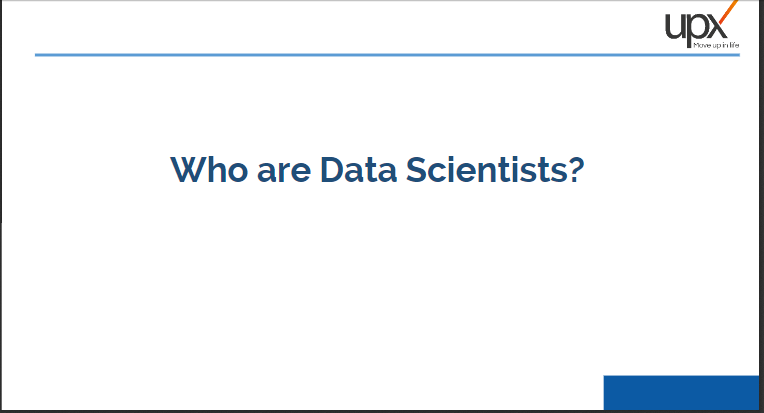 upx
Move up in life
Who are Data Scientists?